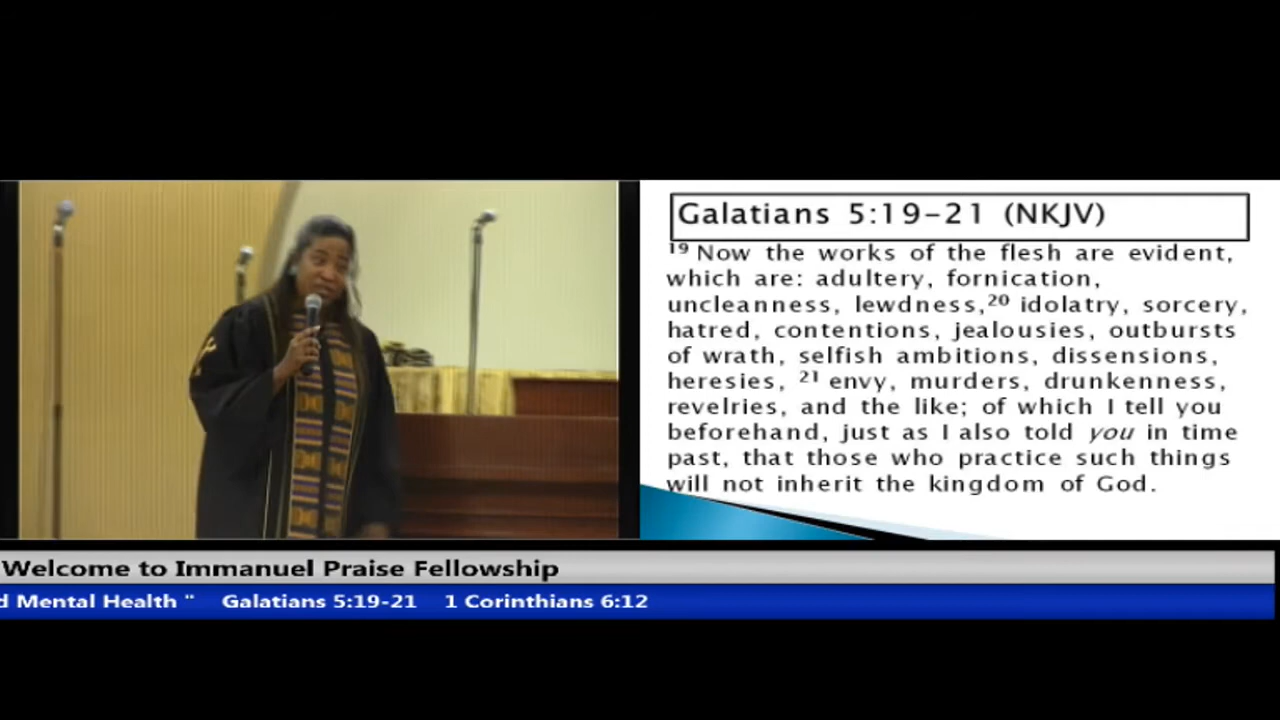 Galatians 5:19-21 (NKJV)
19 Now the works of the flesh are evident,
which are: adultery, fornication,
uncleanness, lewdness,20 idolatry, sorcery,
hatred, contentions, jealousies, outbursts
of wrath, selfish ambitions, dissensions,
heresies, 21 envy, murders, drunkenness,
revelries, and the like; of which I tell you
beforehand, just as I also told you in time
past, that those who practice such things
will not inherit the kingdom of God.
Welcome to Immanuel Praise Fellowship
d Mental Health " Galatians 5:19-21 1 Corinthians 6:12